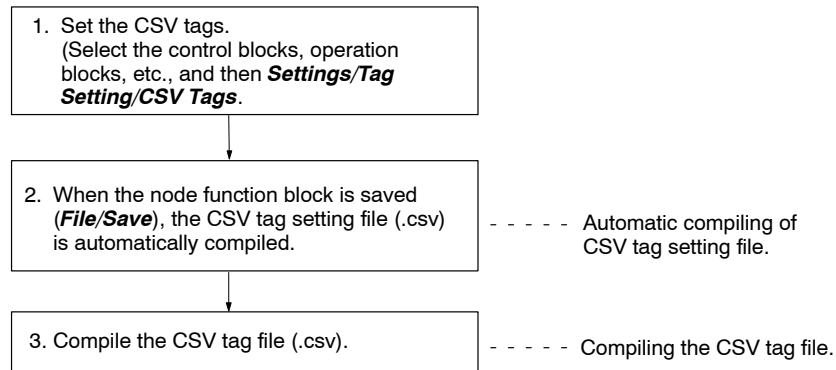 1. Set the CSV tags.
(Select the control blocks, operation
blocks, etc., and then Settings/Tag
Setting/CSV Tags.
2. When the node function block is saved
(File/Save), the CSV tag setting file (.csv)
is automatically compiled.
Automatic compiling of
CSV tag setting file.
3. Compile the CSV tag file (.csv).
Compiling the CSV tag file.